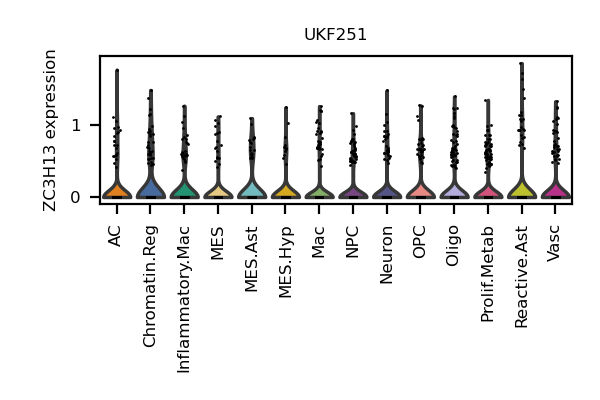 UKF251
ZC3H13 expression
1
0
AC
Chromatin.Reg
Inflammatory.Mac
MES
MES.Ast
MES.Hyp
Mac
NPC
Neuron
OPC
Oligo
Prolif.Metab
Reactive.Ast
Vasc